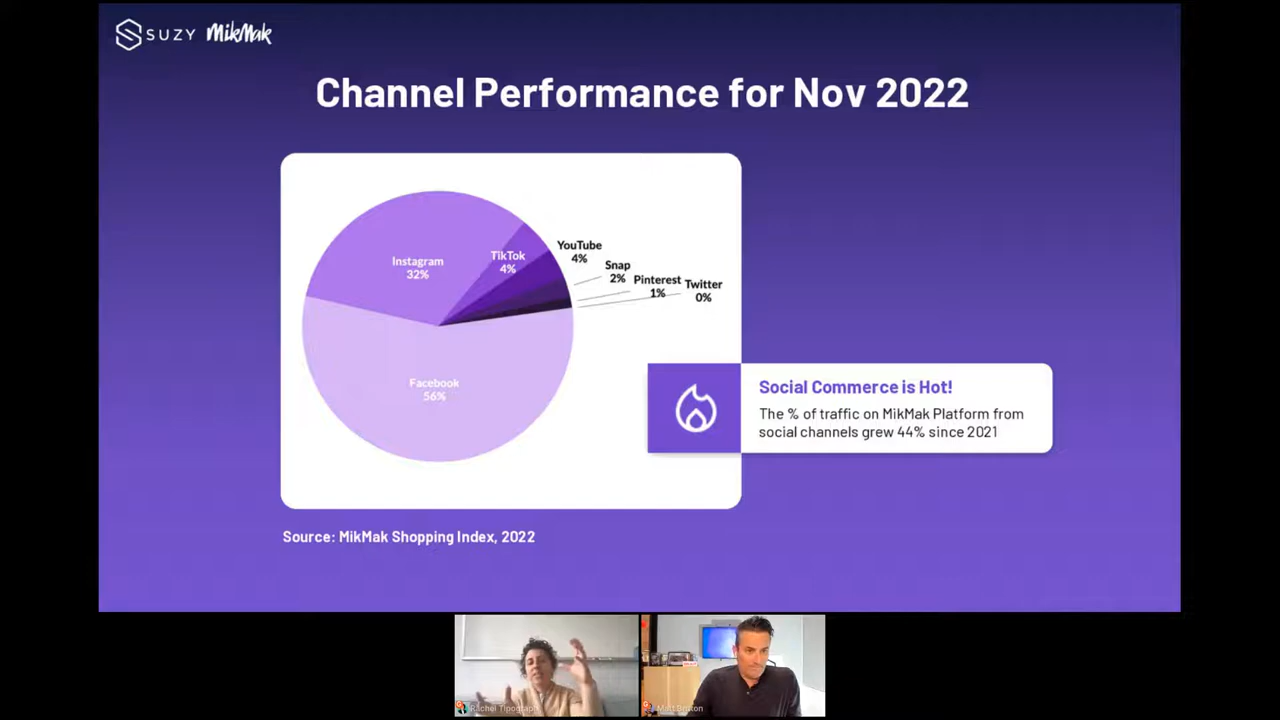 SUZY MikMak
Channel Performance for Nov 2022
Instagram
32%
TikTok
4%
YouTube
4%
Snap
2%
Pinterest
1%
Twitter
0%
Facebook
56%
Social Commerce is Hot!
The % of traffic on MikMak Platform from
social channels grew 44% since 2021
Source: MikMak Shopping Index, 2022
Rachel
Matt